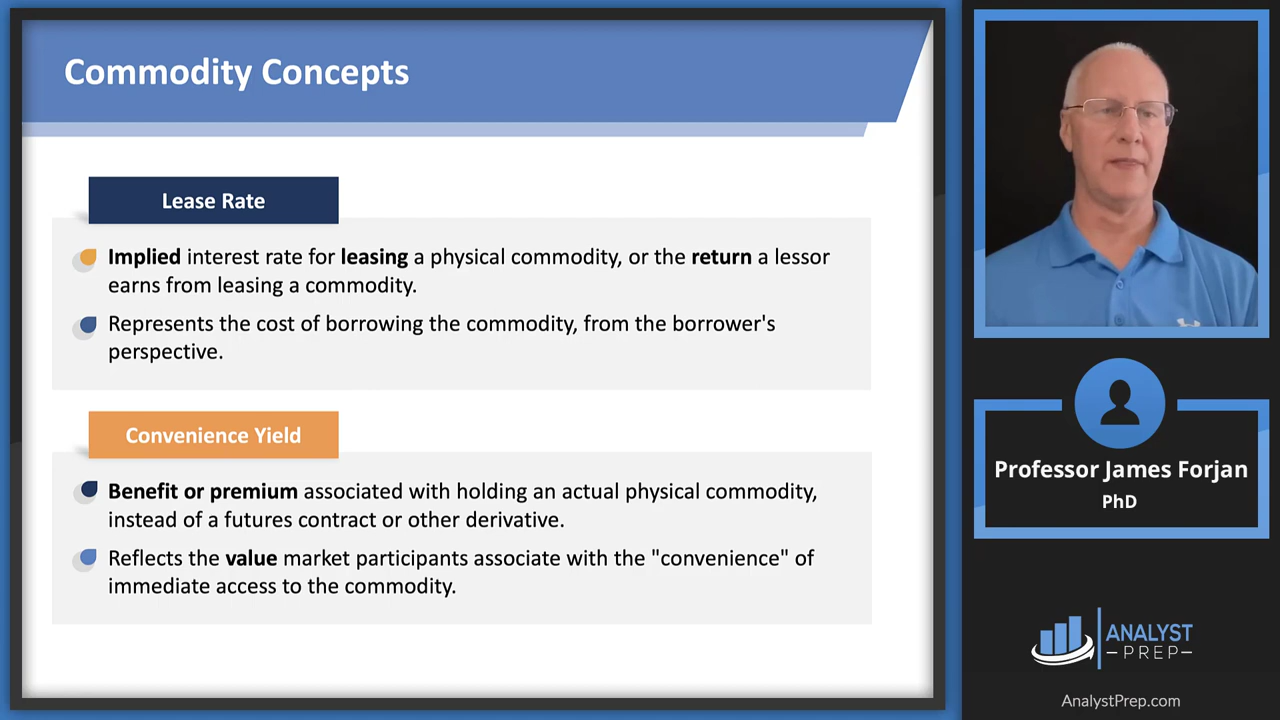 Commodity Concepts
Lease Rate
Implied interest rate for leasing a physical commodity, or the return a lessor
earns from leasing a commodity.
Represents the cost of borrowing the commodity, from the borrower's
perspective.
Convenience Yield
Benefit or premium associated with holding an actual physical commodity,
instead of a futures contract or other derivative.
Reflects the value market participants associate with the "convenience" of
immediate access to the commodity.
Professor James Forjan
PhD
ANALYST
PREP
AnalystPrep.com